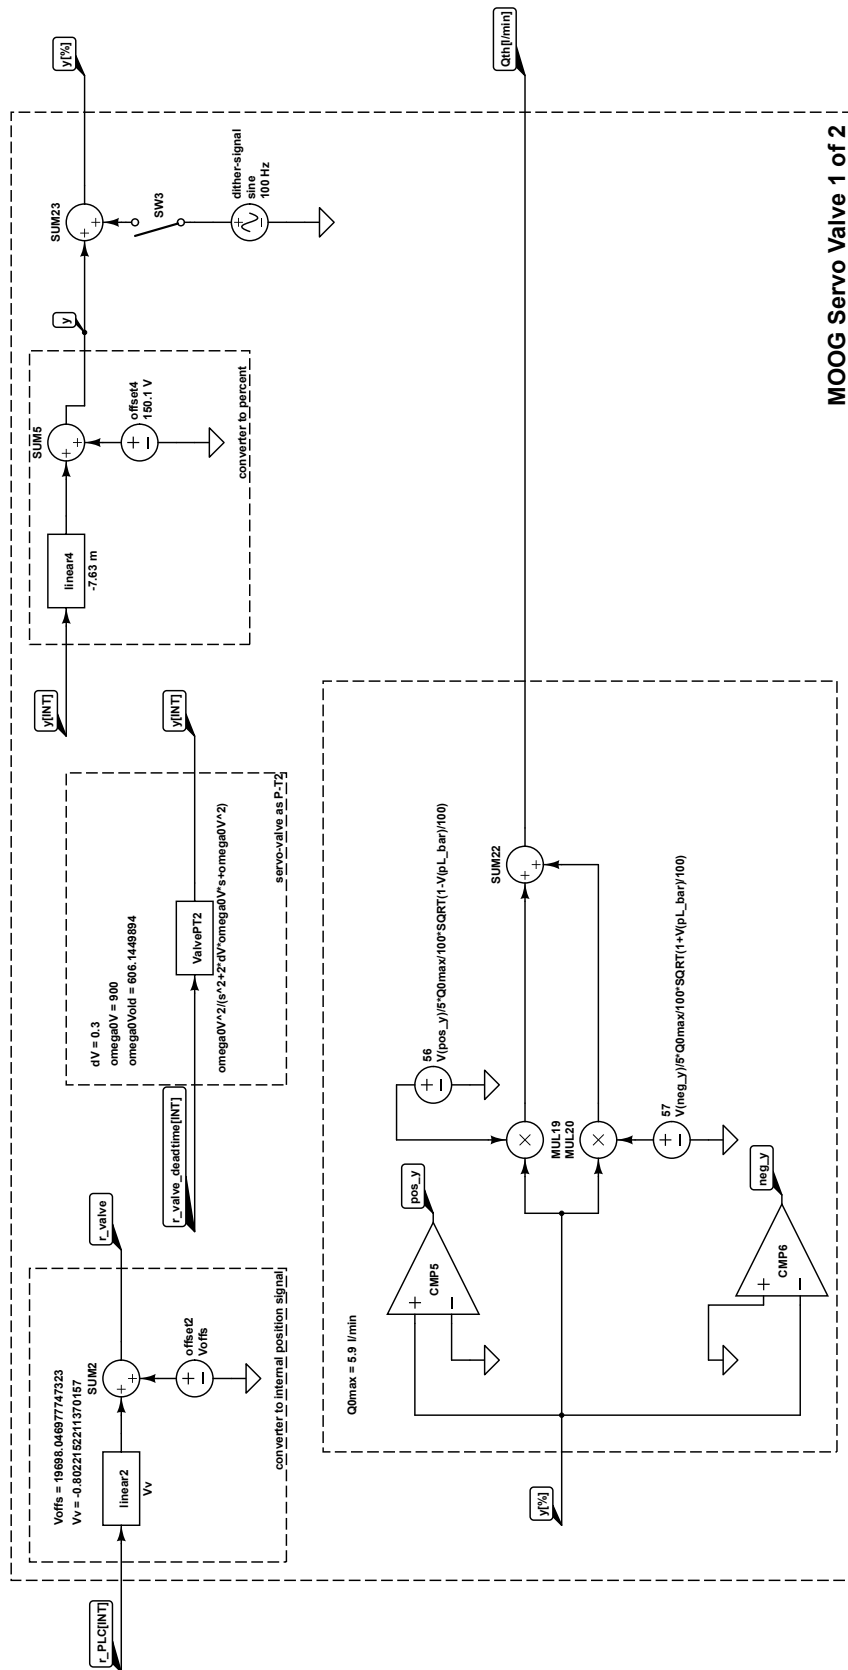 r_PLC[INT]
Voffs = 19698.046977747323
Vv = -0.8022152211370157
linear2
Vv
SUM2
offset2
Voffs
converter to internal position signal
r_valve
r_valve_deadtime[INT]
dV = 0.3
omega0V = 900
omega0Vold = 606.1449894
ValvePT2
omega0V^2/(s^2+2*dV*omega0V*s+omega0V^2)
servo-valve as P-T2
y[INT]
y[INT]
linear4
-7.63 m
SUM5
offset4
150.1 V
converter to percent
y
SUM23
SW3
dither-signal
sine
100 Hz
y[%]
y[%]
Q0max = 5.9 l/min
CMP5
pos_y
CMP6
neg_y
56
V(pos_y)/5*Q0max/100*SQRT(1-V(pL_bar)/100)
MUL19
MUL20
57
V(neg_y)/5*Q0max/100*SQRT(1+V(pL_bar)/100)
SUM22
Qth[l/min]
MOOG Servo Valve 1 of 2